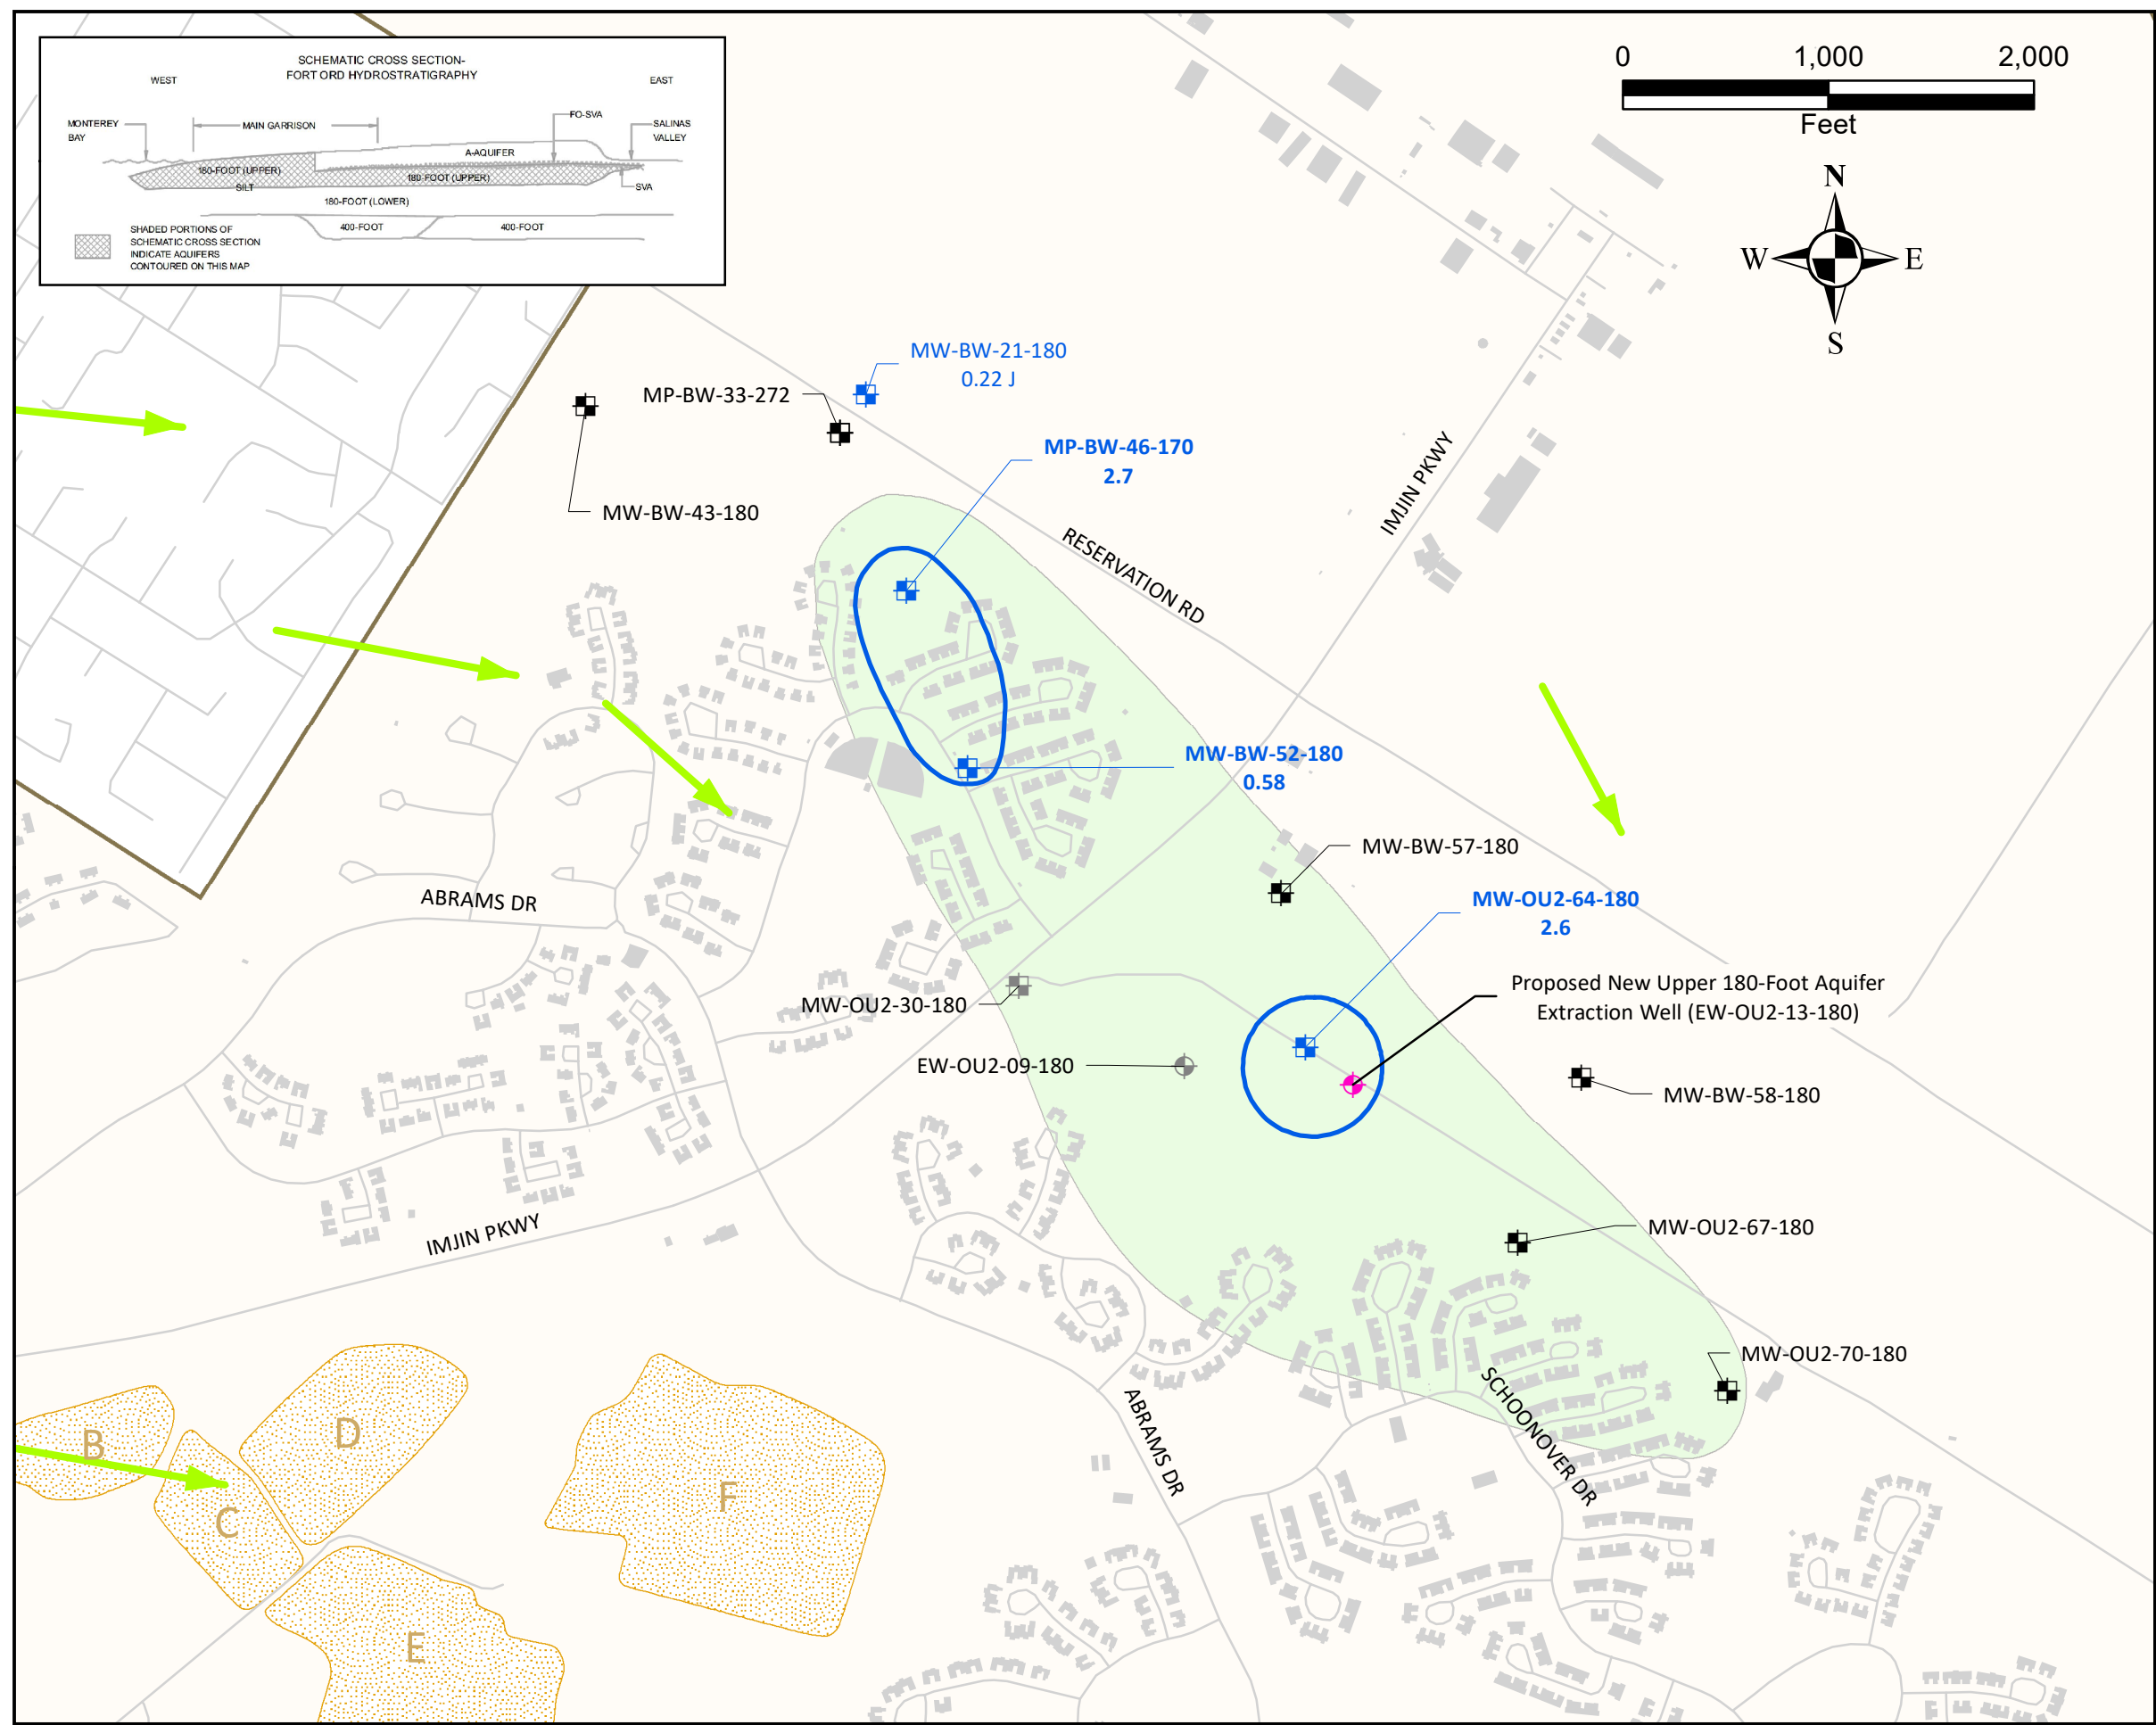 SCHEMATIC CROSS SECTION-
FORT ORD HYDROSTRATIGRAPHY
WEST
EAST
MONTEREY
BAY
MAIN GARRISON
FO-SVA
SALINAS
VALLEY
A-AQUIFER
180-FOOT (UPPER)
180-FOOT (UPPER)
SILT
SVA
180-FOOT (LOWER)
400-FOOT
400-FOOT
SHADED PORTIONS OF
SCHEMATIC CROSS SECTION
INDICATE AQUIFERS
CONTOURED ON THIS MAP
0 1,000 2,000
Feet
N
W E
S
MW-BW-21-180
0.22 J
MP-BW-33-272
MP-BW-46-170
2.7
MW-BW-43-180
RESERVATION RD
IMJIN PKWY
MW-BW-52-180
0.58
MW-BW-57-180
ABRAMS DR
MW-OU2-64-180
2.6
Proposed New Upper 180-Foot Aquifer
Extraction Well (EW-OU2-13-180)
MW-OU2-30-180
EW-OU2-09-180
MW-BW-58-180
IMJIN PKWY
MW-OU2-67-180
MW-OU2-70-180
SCHOONOVER DR
ABRAMS DR
B
D
C
F
E